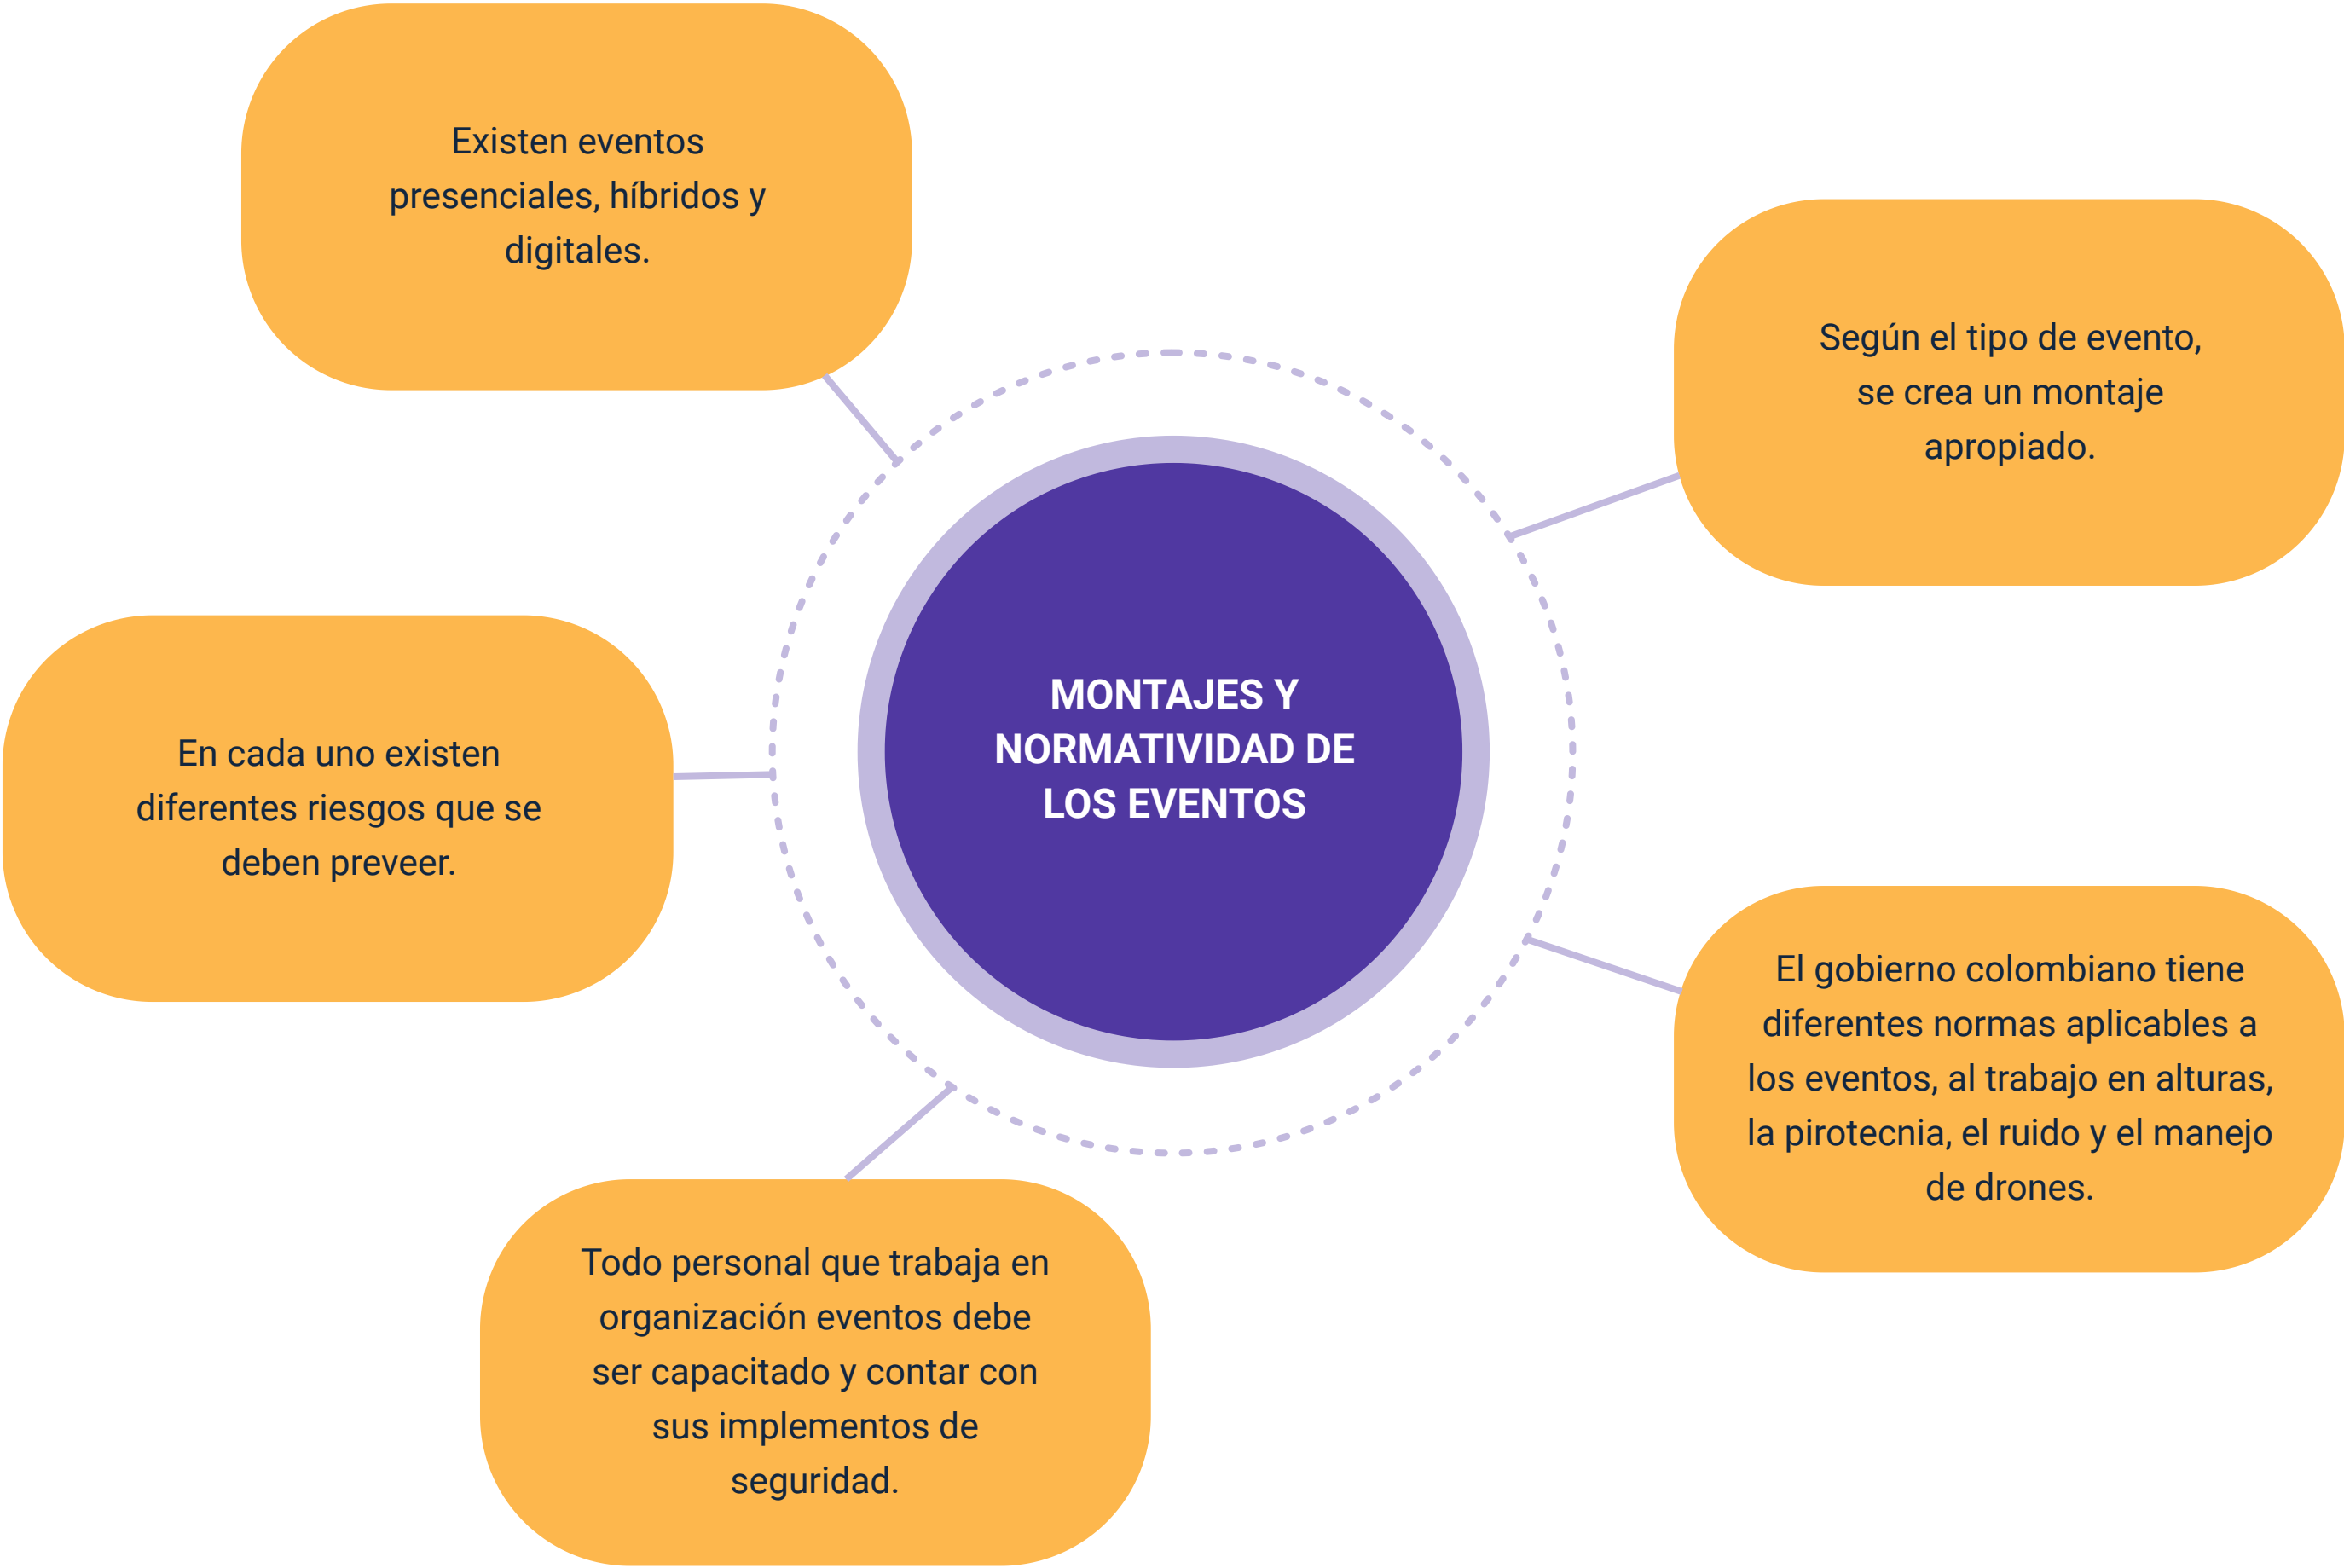 Existen eventos
presenciales, híbridos y
digitales.
Según el tipo de evento,
se crea un montaje
apropiado.
MONTAJES Y
NORMATIVIDAD DE
LOS EVENTOS
En cada uno existen
diferentes riesgos que se
deben preveer.
El gobierno colombiano tiene
diferentes normas aplicables a
los eventos, al trabajo en alturas,
la pirotecnia, el ruido y el manejo
de drones.
Todo personal que trabaja en
organización eventos debe
ser capacitado y contar con
sus implementos de
seguridad.